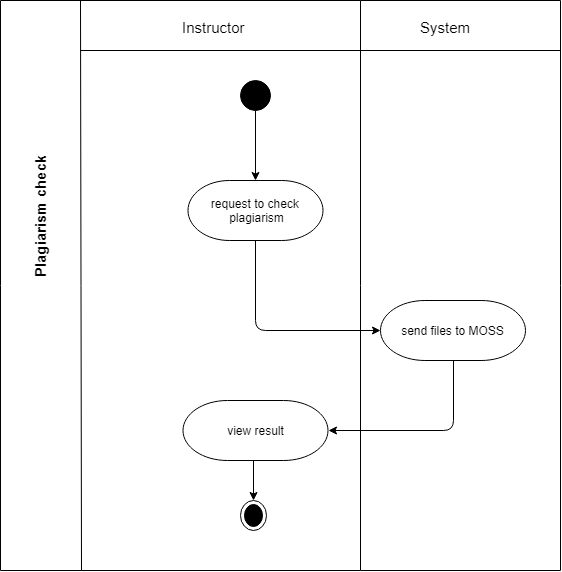 Instructor
System
Plagiarism check
request to check
plagiarism
send files to MOSS
view result